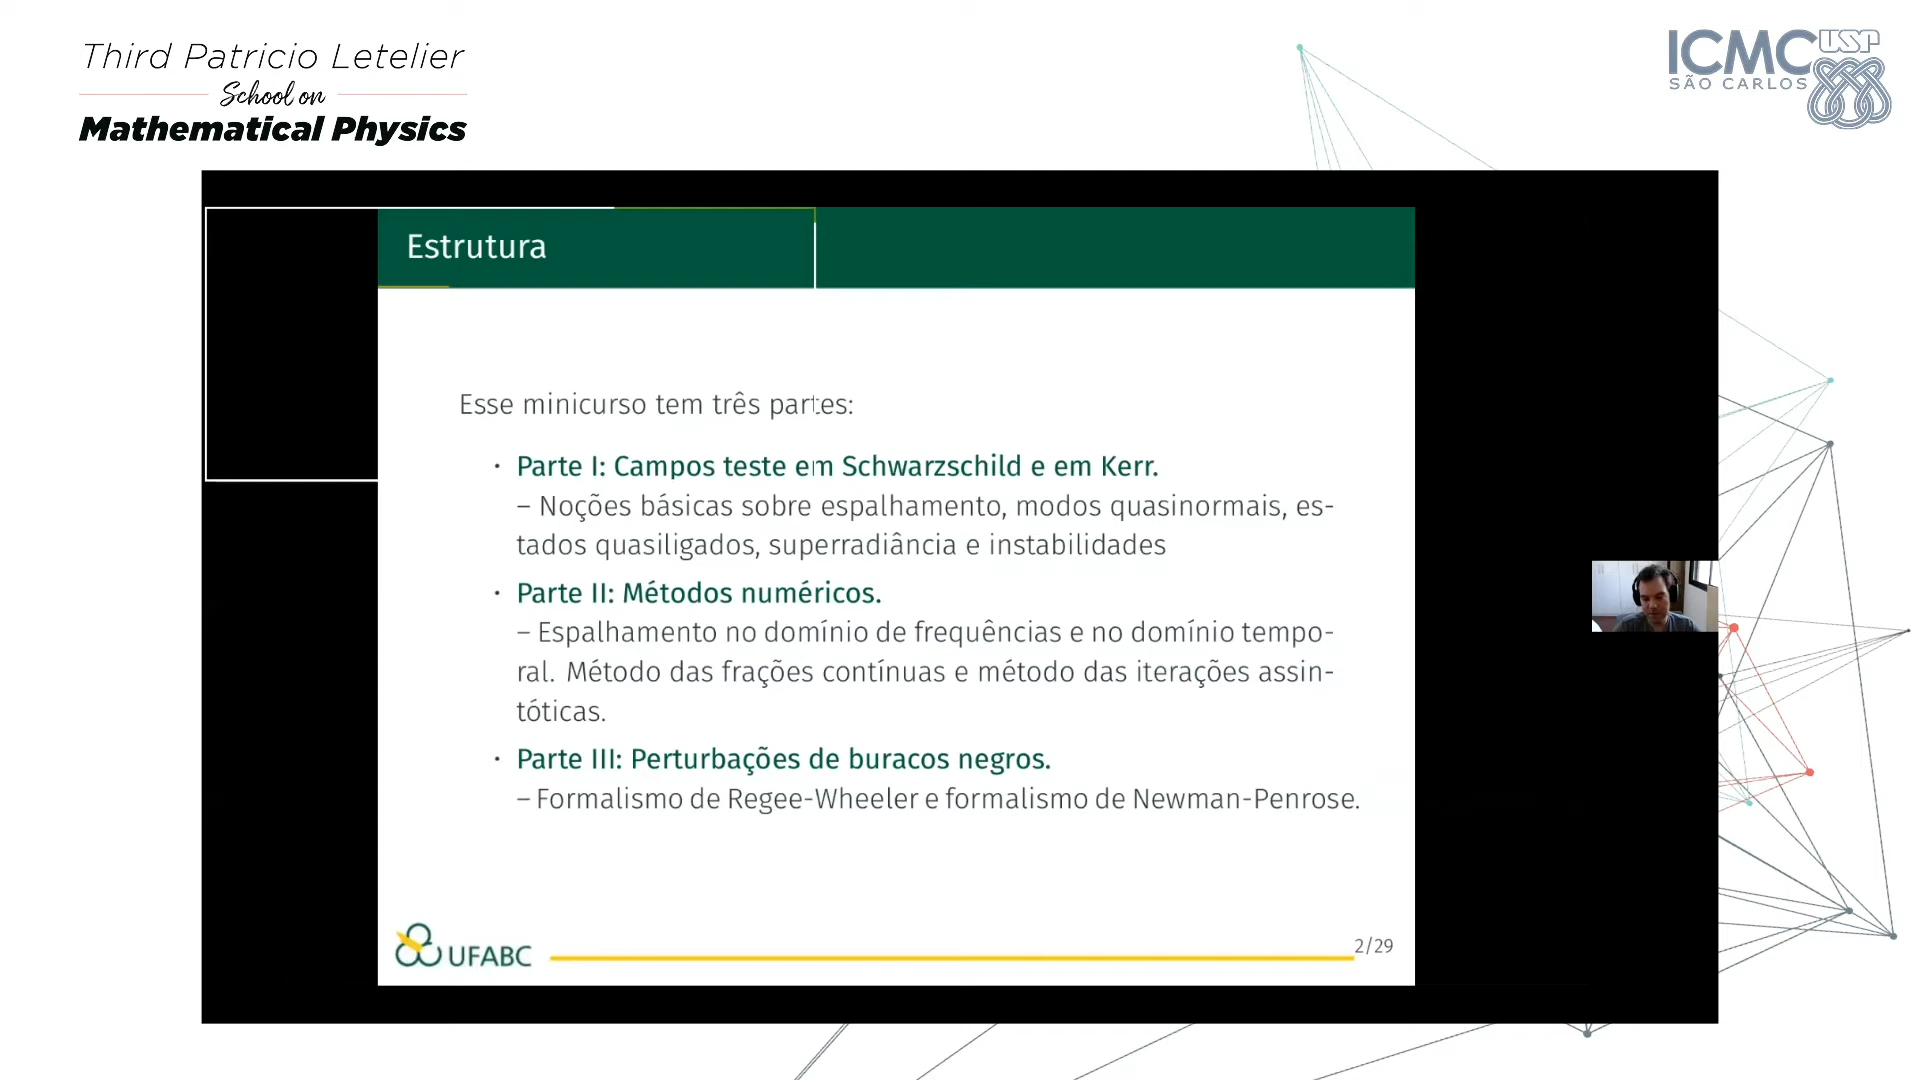 Third Patricio Letelier
School on
Mathematical Physics
ICMC USP
SÃO CARLOS
Estrutura
Esse minicurso tem três partes:
· Parte I: Campos teste em Schwarzschild e em Kerr.
– Noções básicas sobre espalhamento, modos quasinormais, es-
tados quasiligados, superradiância e instabilidades
· Parte II: Métodos numéricos.
– Espalhamento no domínio de frequências e no domínio tempo-
ral. Método das frações contínuas e método das iterações assin-
tóticas.
· Parte III: Perturbações de buracos negros.
– Formalismo de Regee-Wheeler e formalismo de Newman-Penrose.
UFABC
2/29